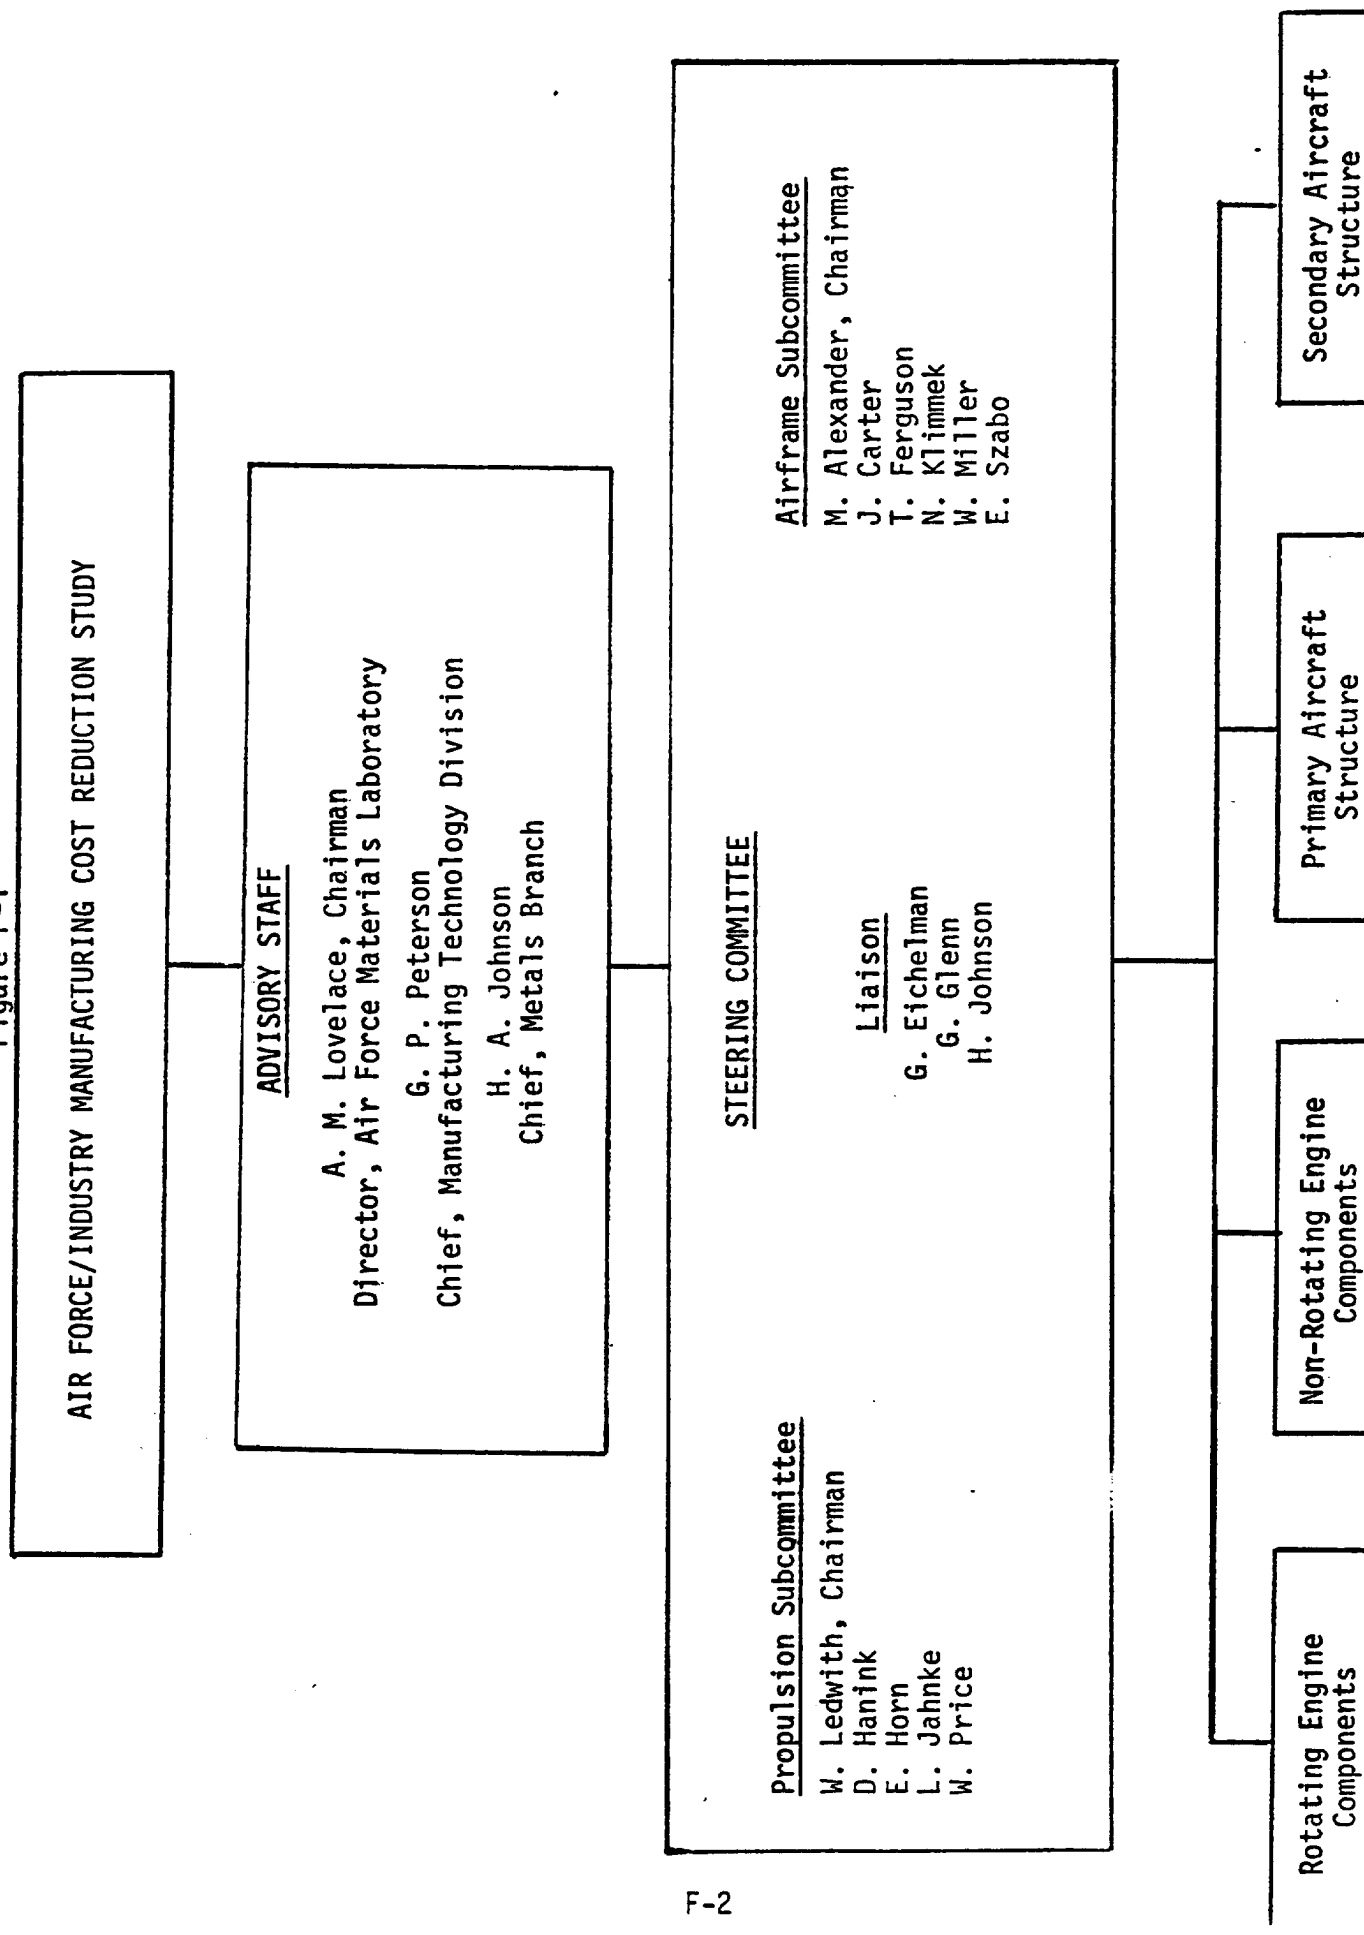 AIR FORCE/INDUSTRY MANUFACTURING COST REDUCTION STUDY
ADVISORY STAFF
A. M. Lovelace, Chairman
Director, Air Force Materials Laboratory
G. P. Peterson
Chief, Manufacturing Technology Division
H. A. Johnson
Chief, Metals Branch
STEERING COMMITTEE
Propulsion Subcommittee
W. Ledwith, Chairman
D. Hanink
E. Horn
L. Jahnke
W. Price
Liaison
G. Eichelman
G. Glenn
H. Johnson
Airframe Subcommittee
M. Alexander, Chairman
J. Carter
T. Ferguson
N. Klimmek
W. Miller
E. Szabo
Rotating Engine
Components
Non-Rotating Engine
Components
Primary Aircraft
Structure
Secondary Aircraft
Structure
F-2